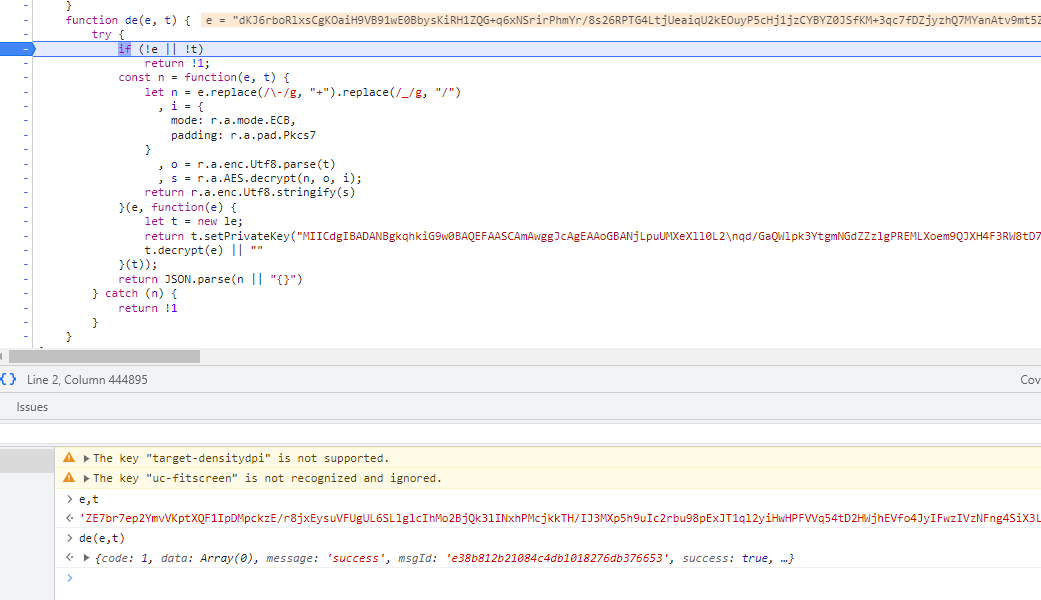 }
function de(e, t) { e = "dKJ6rboRlxsCgKOaiH9VB91wE0BbysKiRH1lZQG+q6xNSrirPhmYr/8s26RPTG4LtjUeaiqU2kEOuyP5cHj1jzCYBYZ0JSfKM+3qc7fDZjyzhQ7MYanAtv9mt5Z
try {
if (!e || !t)
return !1;
const n = function(e, t) {
let n = e.replace(/\-/g, "+").replace(/_/g, "/")
, i = {
mode: r.a.mode.ECB,
padding: r.a.pad.Pkcs7
}
, o = r.a.enc.Utf8.parse(t)
, s = r.a.AES.decrypt(n, o, i);
return r.a.enc.Utf8.stringify(s)
}(e, function(e) {
let t = new le;
return t.setPrivateKey("MIICdgIBADANBgkqhkiG9w0BAQEFAASCAmAwggJcAgEAAoGBANjLpuUMXeXll0L2\nqd/GaQWlpk3YtgmNGdZZzlgPREMLXoem9QJXH4F3RW8tD7
t.decrypt(e) || ""
}(t));
return JSON.parse(n || "{}")
} catch (n) {
return !1
}
}
{} Line 2, Column 444895 Cov
Issues
The key "target-densitydpi" is not supported.
The key "uc-fitscreen" is not recognized and ignored.
> e,t
'ZE7br7ep2YmvVKptXQF1IpDMpckzE/r8jxEysuVFUgUL6SLlglcIhMo2BjQk3lINxhPMcjkkTH/IJ3MXp5h9uIc2rbu98pExJT1ql2yiHwHPFVVq54tD2HWjhEVfo4JyIFwzIVzNFng4SiX3L
> de(e,t)
{code: 1, data: Array(0), message: 'success', msgId: 'e38b812b21084c4db1018276db376653', success: true, …}
>